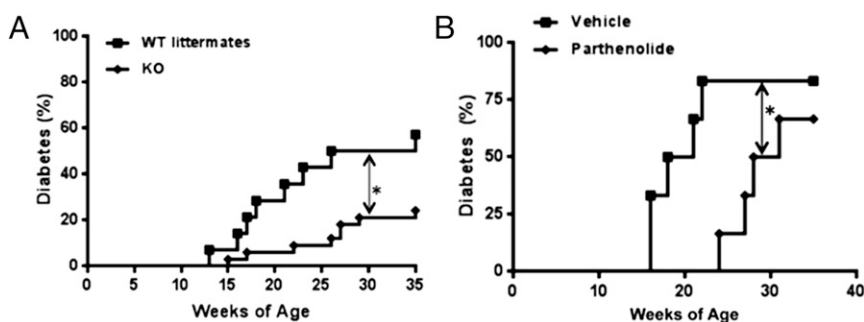 A
WT littermates
KO
Diabetes (%)
100
80
60
40
20
0
*
0 5 10 15 20 25 30 35
Weeks of Age
B
Vehicle
Parthenolide
Diabetes (%)
100
75
50
25
0
*
0 10 20 30 40
Weeks of Age